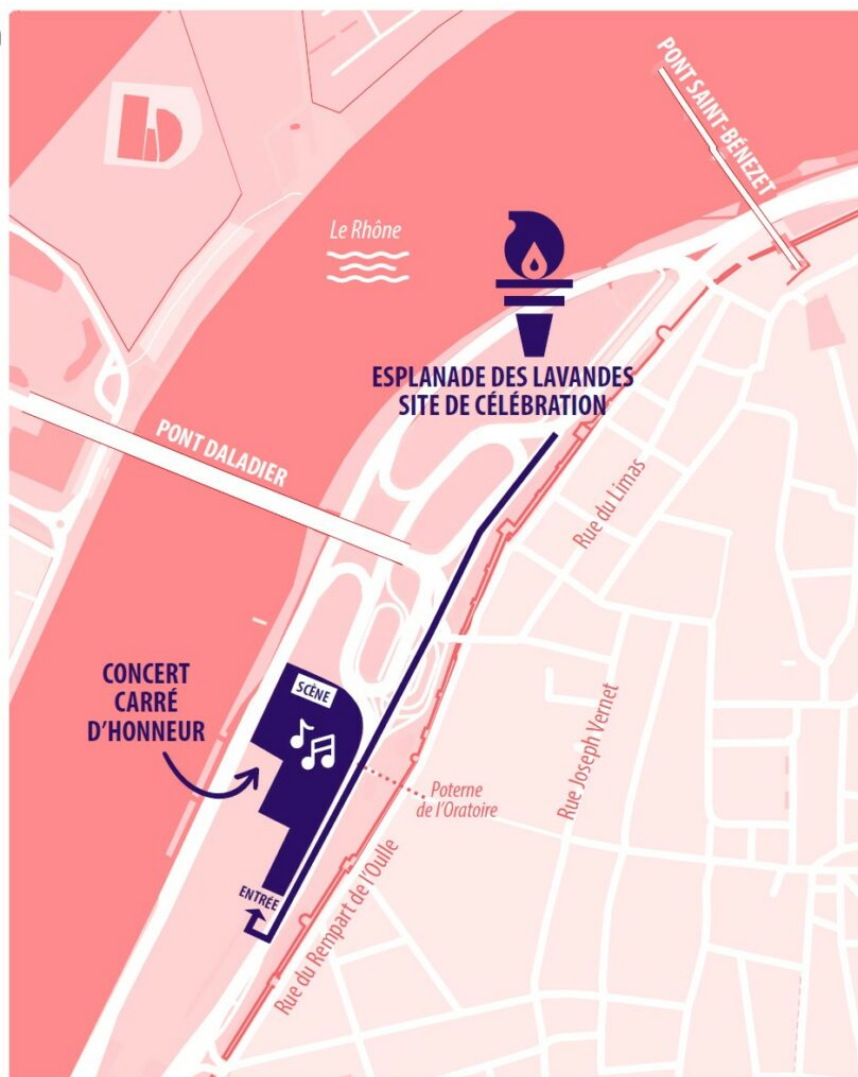 PONT SAINT-BÉNEZET
Le Rhône
ESPLANADE DES LAVANDES
SITE DE CÉLÉBRATION
PONT DALADIER
Rue du Limas
CONCERT
CARRÉ
D'HONNEUR
SCÈNE
Rue Joseph Vernet
Poterne
de l'Oratoire
ENTRÉE
Rue du Rempart de l'Oulle